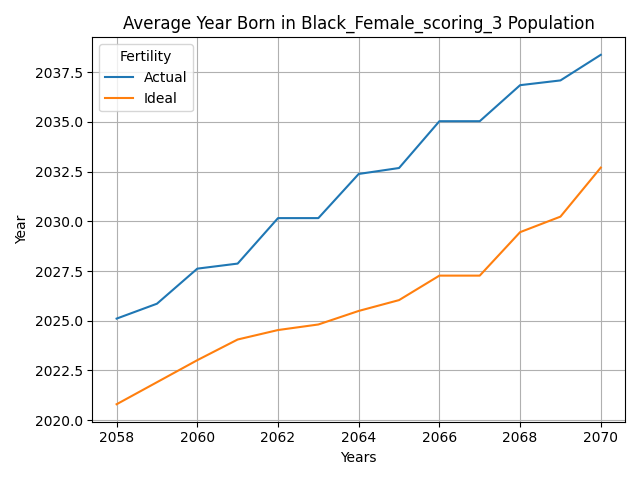 Average Year Born in Black_Female_scoring_3 Population
Fertility
Actual
Ideal
2037.5
2035.0
2032.5
2030.0
2027.5
2025.0
2022.5
2020.0
Year
2058 2060 2062 2064 2066 2068 2070
Years